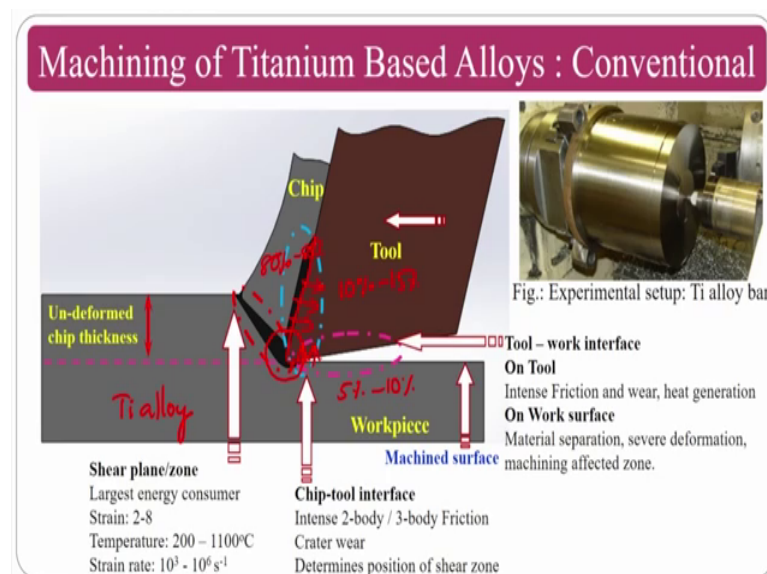 Machining of Titanium Based Alloys : Conventional
Chip
Tool
80%
10% - 15%
Fig.: Experimental setup: Ti alloy bar
Un-deformed
chip thickness
Tool – work interface
On Tool
Intense Friction and wear, heat generation
On Work surface
Material separation, severe deformation,
machining affected zone.
5% - 10%
Ti alloy
Workpiece
Machined surface
Shear plane/zone
Largest energy consumer
Strain: 2-8
Temperature: 200 – 1100°C
Strain rate: 10³ - 10⁶ s⁻¹
Chip-tool interface
Intense 2-body / 3-body Friction
Crater wear
Determines position of shear zone